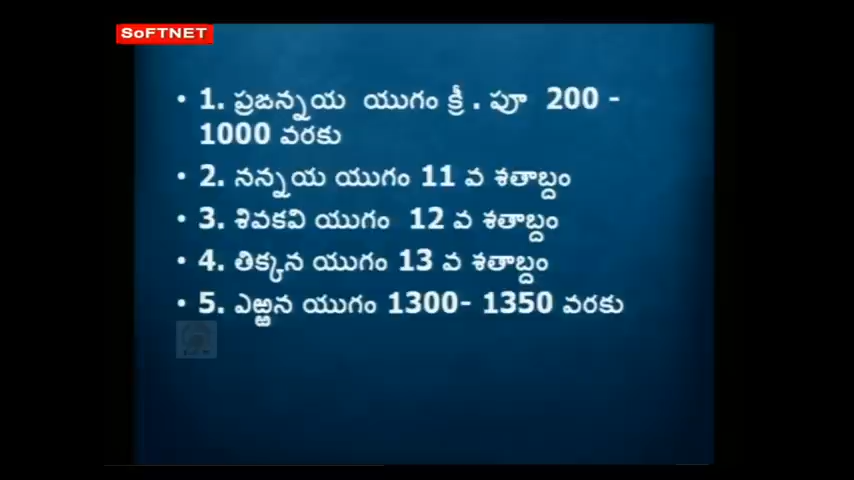 SoFTNET
• 1. ప్రఙన్నయ యుగం క్రీ . పూ 200 -
1000 వరకు
• 2. నన్నయ యుగం 11 వ శతాబ్దం
• 3. శివకవి యుగం 12 వ శతాబ్దం
• 4. తిక్కన యుగం 13 వ శతాబ్దం
• 5. ఎఱ్ఱన యుగం 1300- 1350 వరకు